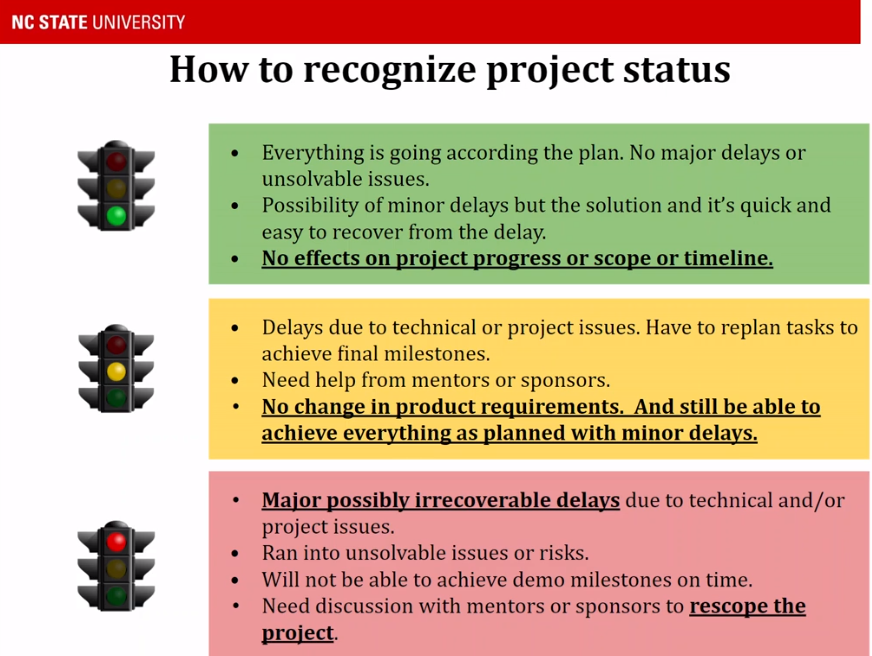 NC STATE UNIVERSITY
How to recognize project status
• Everything is going according the plan. No major delays or
unsolvable issues.
• Possibility of minor delays but the solution and it’s quick and
easy to recover from the delay.
• No effects on project progress or scope or timeline.
• Delays due to technical or project issues. Have to replan tasks to
achieve final milestones.
• Need help from mentors or sponsors.
• No change in product requirements.  And still be able to
achieve everything as planned with minor delays.
• Major possibly irrecoverable delays due to technical and/or
project issues.
• Ran into unsolvable issues or risks.
• Will not be able to achieve demo milestones on time.
• Need discussion with mentors or sponsors to rescope the
project.